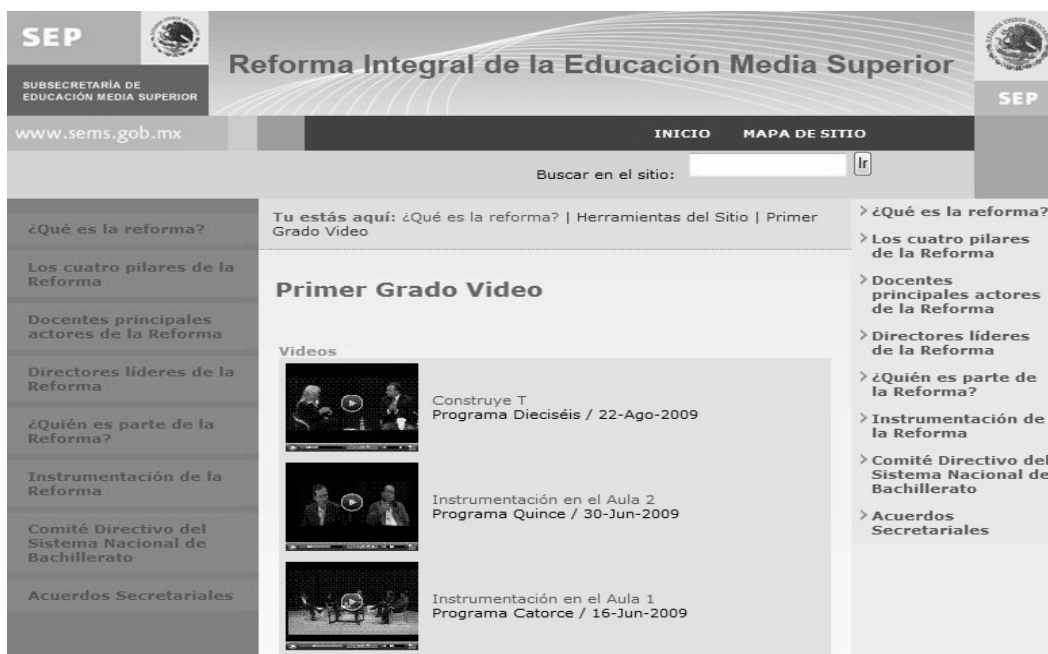 SEP
SUBSECRETARÍA DE
EDUCACIÓN MEDIA SUPERIOR
Reforma Integral de la Educación Media Superior
SEP
www.sems.gob.mx
INICIO MAPA DE SITIO
Buscar en el sitio: Ir
¿Qué es la reforma?
Los cuatro pilares de la
Reforma
Docentes principales
actores de la Reforma
Directores líderes de la
Reforma
¿Quién es parte de la
Reforma?
Instrumentación de la
Reforma
Comité Directivo del
Sistema Nacional de
Bachillerato
Acuerdos Secretariales
Tu estás aquí: ¿Qué es la reforma? | Herramientas del Sitio | Primer
Grado Video
Primer Grado Video
Videos
Construye T
Programa Dieciséis / 22-Ago-2009
Instrumentación en el Aula 2
Programa Quince / 30-Jun-2009
Instrumentación en el Aula 1
Programa Catorce / 16-Jun-2009
¿Qué es la reforma?
Los cuatro pilares
de la Reforma
Docentes
principales actores
de la Reforma
Directores líderes
de la Reforma
¿Quién es parte de
la Reforma?
Instrumentación de
la Reforma
Comité Directivo del
Sistema Nacional de
Bachillerato
Acuerdos
Secretariales